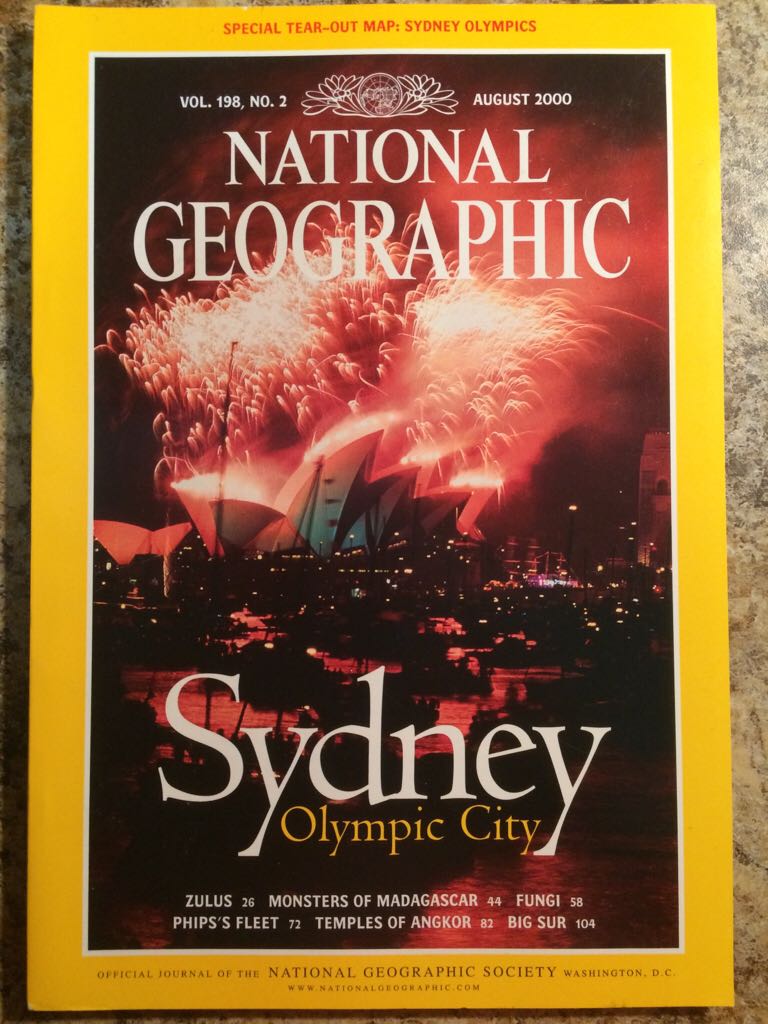 SPECIAL TEAR-OUT MAP: SYDNEY OLYMPICS
VOL. 198, NO. 2 AUGUST 2000
NATIONAL
GEOGRAPHIC
Sydney
Olympic City
ZULUS 26 MONSTERS OF MADAGASCAR 44 FUNGI 58
PHIPS'S FLEET 72 TEMPLES OF ANGKOR 82 BIG SUR 104
OFFICIAL JOURNAL OF THE NATIONAL GEOGRAPHIC SOCIETY WASHINGTON, D.C.
WWW.NATIONALGEOGRAPHIC.COM